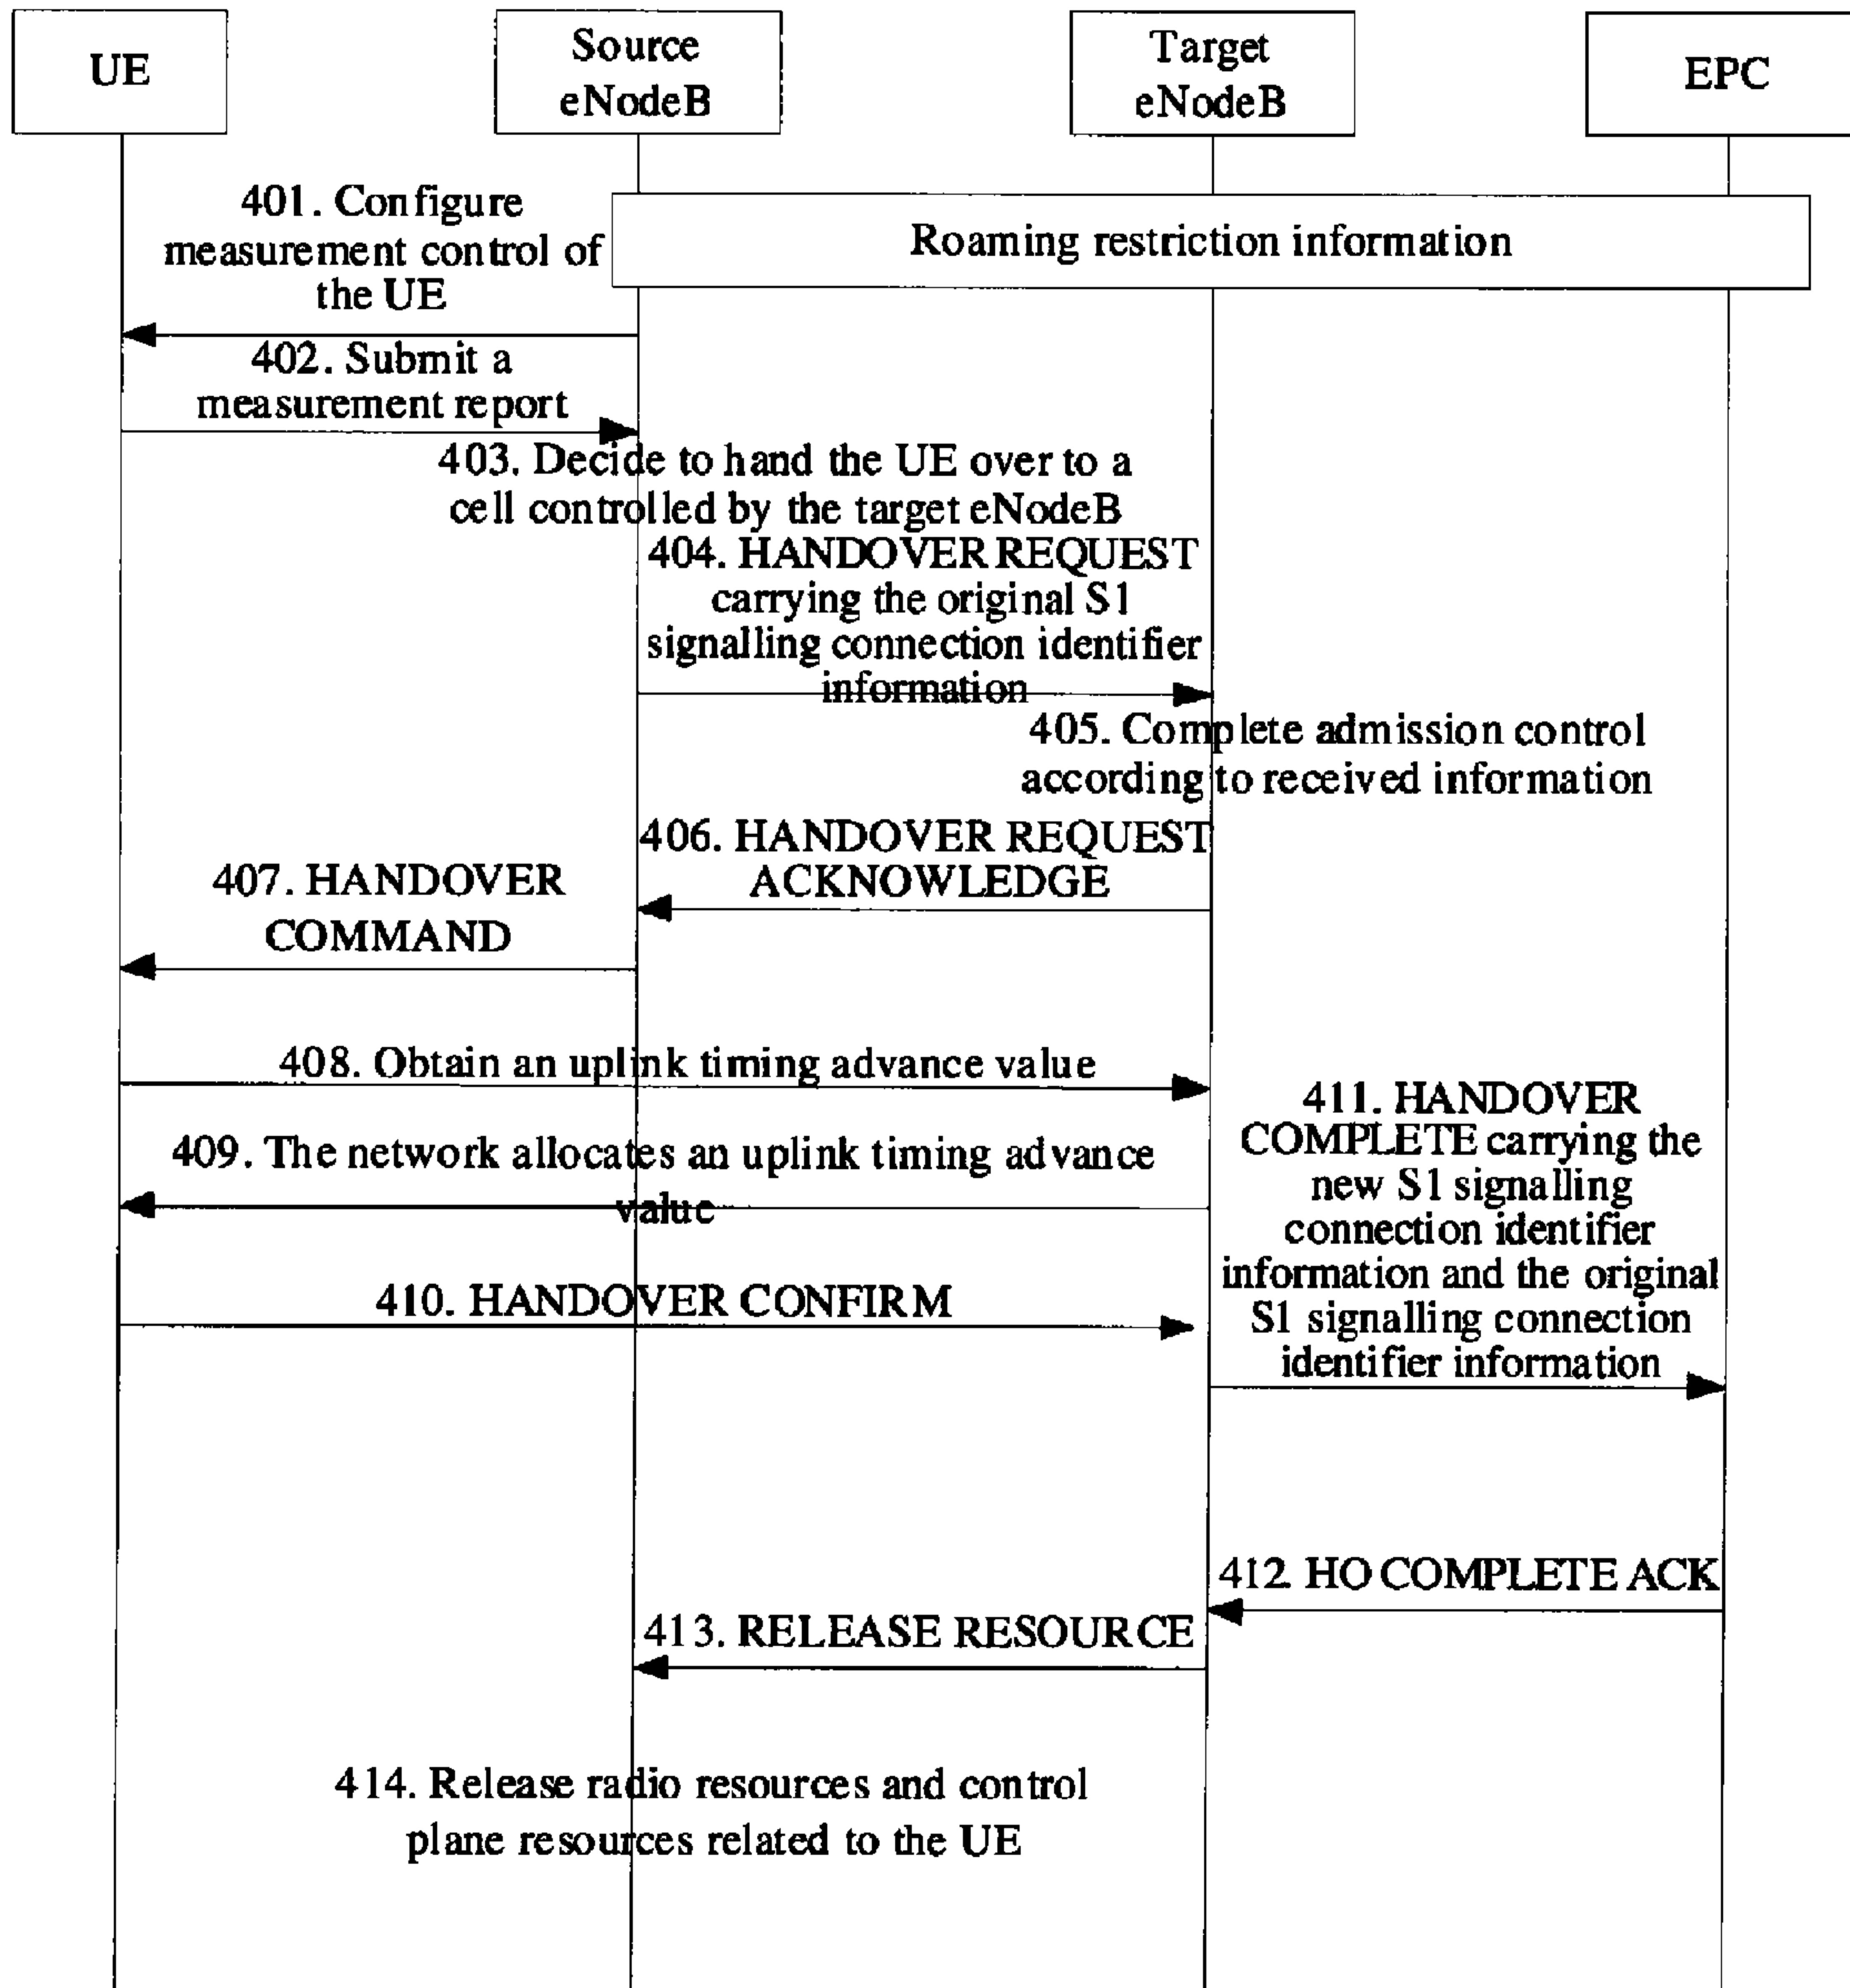 UE
Source
eNodeB
Target
eNodeB
EPC
401. Configure
measurement control of
the UE
Roaming restriction information
402. Submit a
measurement report
403. Decide to hand the UE over to a
cell controlled by the target eNodeB
404. HANDOVER REQUEST
carrying the original S1
signalling connection identifier
information
405. Complete admission control
according to received information
406. HANDOVER REQUEST
ACKNOWLEDGE
407. HANDOVER
COMMAND
408. Obtain an uplink timing advance value
409. The network allocates an uplink timing advance
value
410. HANDOVER CONFIRM
411. HANDOVER
COMPLETE carrying the
new S1 signalling
connection identifier
information and the original
S1 signalling connection
identifier information
412. HO COMPLETE ACK
413. RELEASE RESOURCE
414. Release radio resources and control
plane resources related to the UE